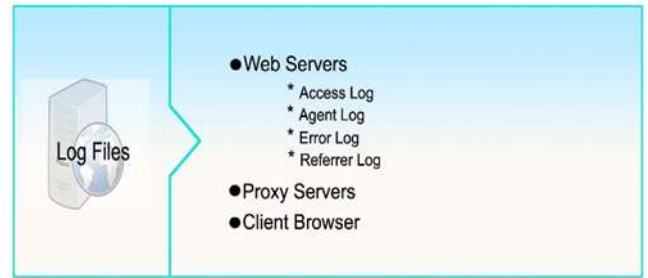 Log Files
●Web Servers
* Access Log
* Agent Log
* Error Log
* Referrer Log
●Proxy Servers
●Client Browser